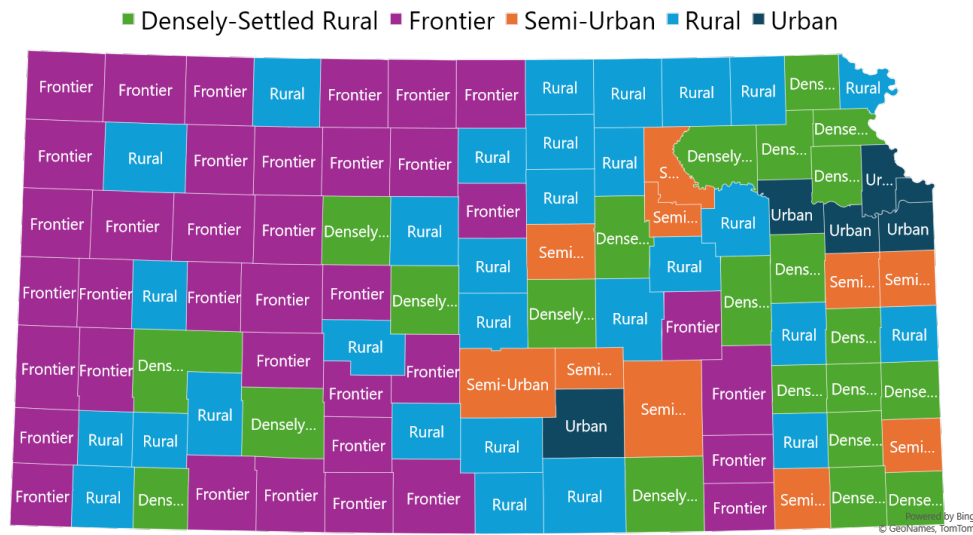 Densely-Settled Rural Frontier Semi-Urban Rural Urban
Frontier Frontier Frontier Rural Frontier Frontier Frontier Rural Rural Rural Rural Dens... Rural
Frontier Rural Frontier Frontier Frontier Frontier Rural Rural Rural S... Densely... Dens... Dense... Dens... Ur...
Frontier Frontier Frontier Frontier Densely... Rural Frontier Rural Dense... Semi... Rural Urban Urban Urban
Frontier Frontier Rural Frontier Frontier Frontier Densely... Rural Semi... Rural Dens... Semi... Semi...
Rural Densely... Rural Frontier Dens... Rural Dens... Rural
Frontier Frontier Dens... Frontier Rural Frontier Semi-Urban Semi... Semi... Frontier Dens... Dens... Dense...
Rural Densely... Frontier Urban
Frontier Rural Rural Frontier Rural Rural Frontier Rural Dense... Semi...
Frontier Rural Dens... Frontier Frontier Frontier Frontier Rural Rural Densely... Frontier Semi... Dense... Dense...
Powered by Bing
© GeoNames, TomTom